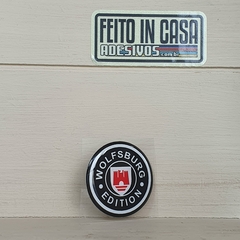 FEITO IN CASA
ADESIVOS
WOLFSBURG
EDITION